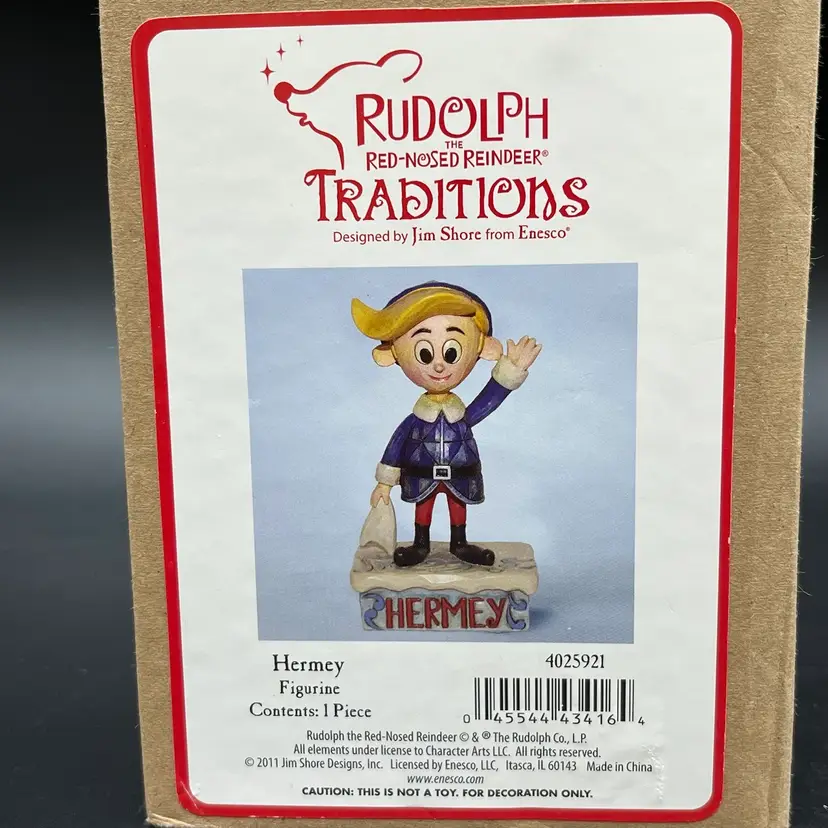 RUDOLPH
THE
RED-NOSED REINDEER®
TRADITIONS
Designed by Jim Shore from Enesco®
HERMEY
Hermey 4025921
Figurine
Contents: 1 Piece
0 45544 43416 4
Rudolph the Red-Nosed Reindeer © & ® The Rudolph Co., L.P.
All elements under license to Character Arts LLC. All rights reserved.
© 2011 Jim Shore Designs, Inc. Licensed by Enesco, LLC, Itasca, IL 60143 Made in China
www.enesco.com
CAUTION: THIS IS NOT A TOY. FOR DECORATION ONLY.